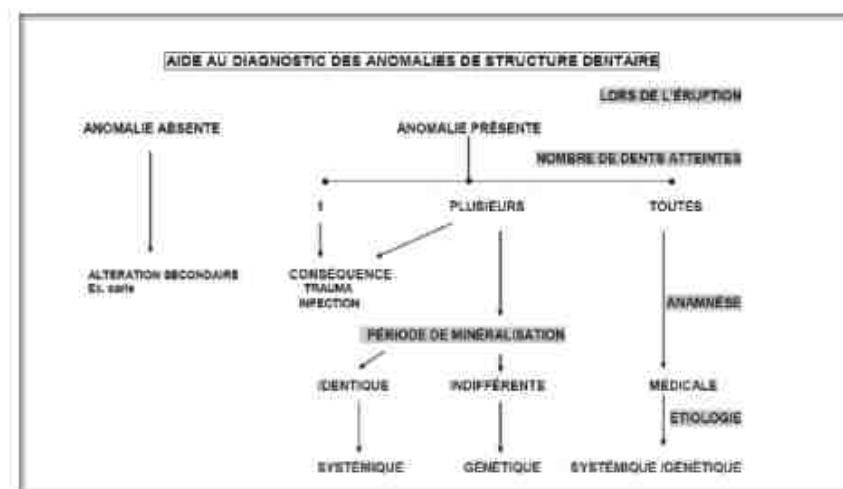 AIDE AU DIAGNOSTIC DES ANOMALIES DE STRUCTURE DENTAIRE
LORS DE L'ÉRUPTION
ANOMALIE ABSENTE
ANOMALIE PRÉSENTE
NOMBRE DE DENTS ATTEINTES
1
PLUSIEURS
TOUTES
ALTERATION SECONDAIRE
Ex. carie
CONSÉQUENCE
TRAUMA
INFECTION
ANAMNÈSE
PÉRIODE DE MINÉRALISATION
IDENTIQUE
INDIFFÉRENTE
MEDICALE
ETIOLOGIE
SYSTÉMIQUE
GÉNÉTIQUE
SYSTÉMIQUE /GÉNÉTIQUE